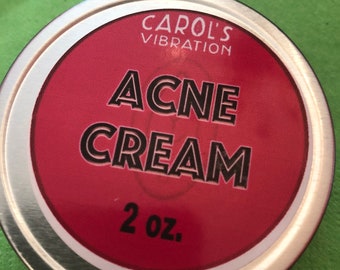 CAROL'S
VIBRATION
ACNE
CREAM
2 oz.